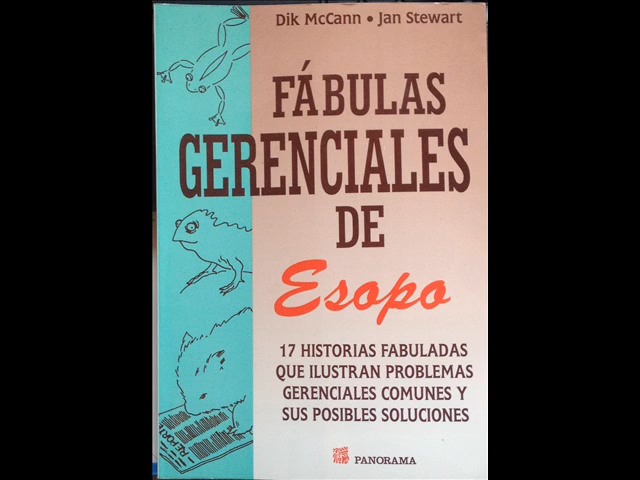 Dik McCann • Jan Stewart
FÁBULAS
GERENCIALES
DE
Esopo
17 HISTORIAS FABULADAS
QUE ILUSTRAN PROBLEMAS
GERENCIALES COMUNES Y
SUS POSIBLES SOLUCIONES
REPORTE
PANORAMA